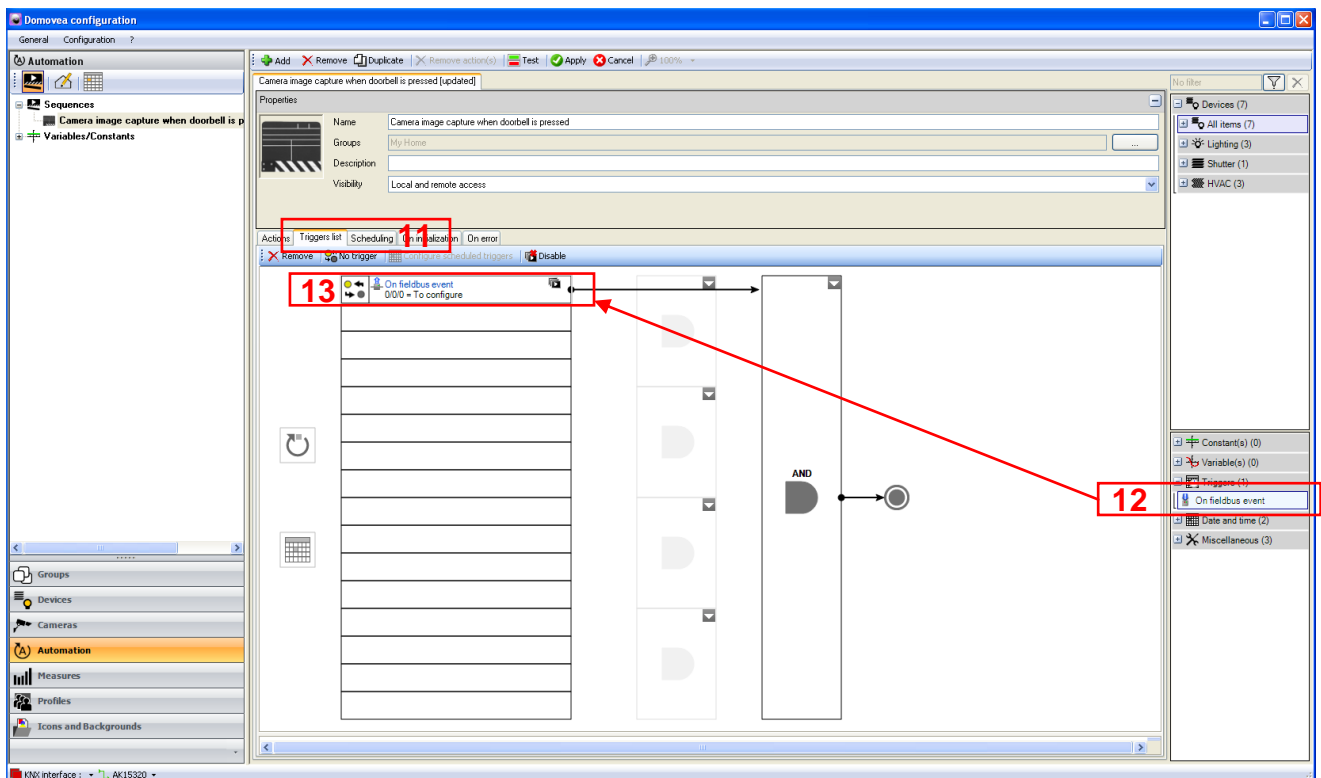 Domovea configuration
General Configuration ?
Automation
Add Remove Duplicate Remove action(s) Test Apply Cancel 100%
Sequences
Camera image capture when doorbell is p
Variables/Constants
Camera image capture when doorbell is pressed [updated]
Properties
Name Camera image capture when doorbell is pressed
Groups My Home ...
Description
Visibility Local and remote access
Actions Triggers list Scheduling On initialization On error
11
Remove No trigger Configure scheduled triggers Disable
13
On fieldbus event
0/0/0 = To configure
AND
No filter
Devices (7)
All items (7)
Lighting (3)
Shutter (1)
HVAC (3)
Constant(s) (0)
Variable(s) (0)
Triggers (1)
12
On fieldbus event
Date and time (2)
Miscellaneous (3)
Groups
Devices
Cameras
Automation
Measures
Profiles
Icons and Backgrounds
KNX interface : AK15320